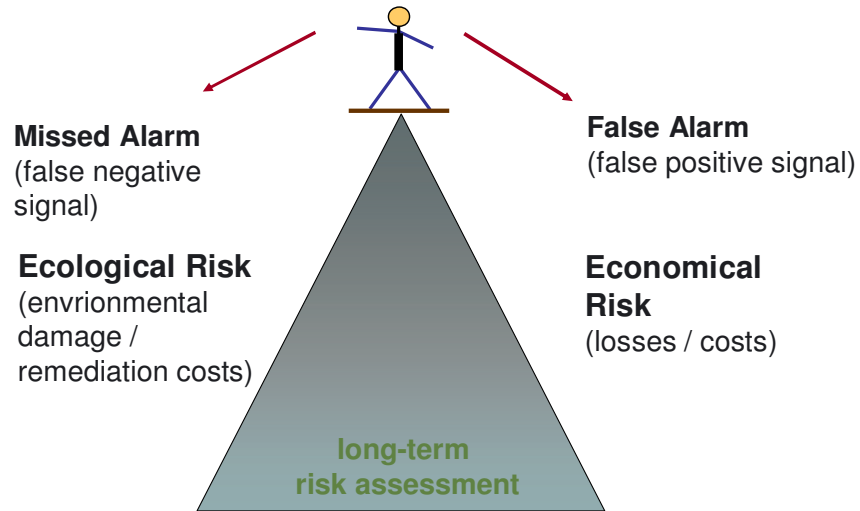 Missed Alarm
(false negative
signal)
False Alarm
(false positive signal)
Ecological Risk
(envrionmental
damage /
remediation costs)
Economical
Risk
(losses / costs)
long-term
risk assessment